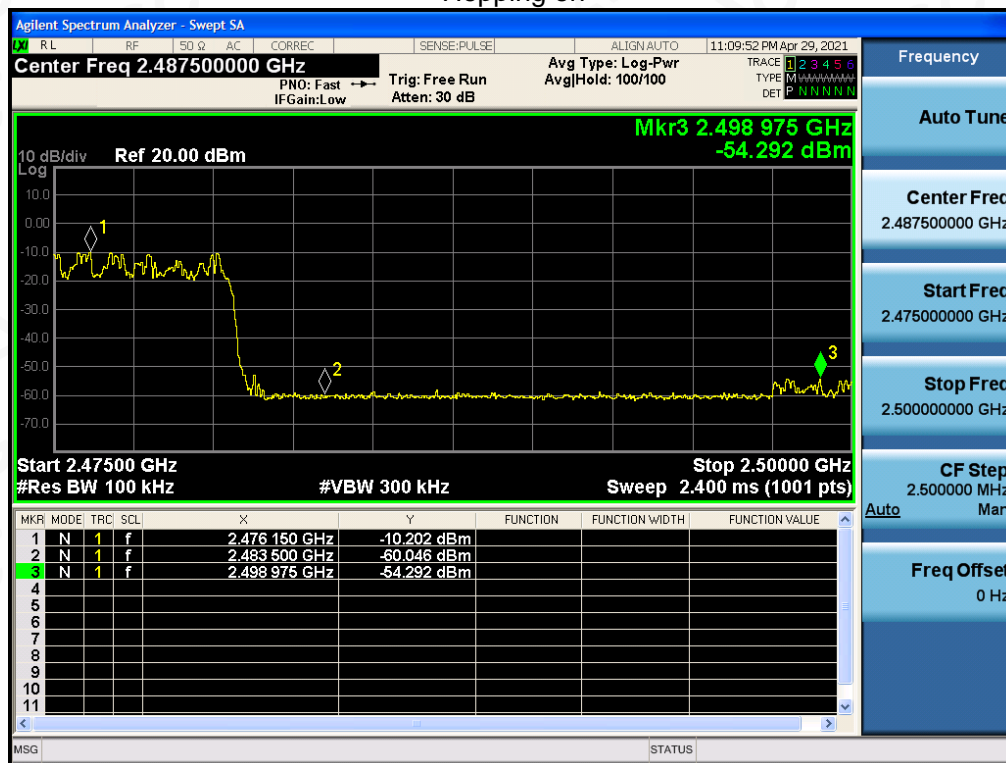 Hopping on
Agilent Spectrum Analyzer - Swept SA
LXI RL RF 50 Ω AC CORREC SENSE:PULSE ALIGN AUTO 11:09:52 PM Apr 29, 2021
Center Freq 2.487500000 GHz
PNO: Fast
IFGain:Low
Trig: Free Run
Atten: 30 dB
Avg Type: Log-Pwr
Avg|Hold: 100/100
TRACE 1 2 3 4 5 6
TYPE M WWWWW
DET P N N N N N
Mkr3 2.498 975 GHz
-54.292 dBm
10 dB/div Ref 20.00 dBm
Log
10.0
0.00
-10.0
-20.0
-30.0
-40.0
-50.0
-60.0
-70.0
1
2
3
Start 2.47500 GHz Stop 2.50000 GHz
#Res BW 100 kHz #VBW 300 kHz Sweep 2.400 ms (1001 pts)
MKR MODE TRC SCL X Y FUNCTION FUNCTION WIDTH FUNCTION VALUE
1 N 1 f 2.476 150 GHz -10.202 dBm
2 N 1 f 2.483 500 GHz -60.046 dBm
3 N 1 f 2.498 975 GHz -54.292 dBm
4
5
6
7
8
9
10
11
MSG STATUS
Frequency
Auto Tune
Center Freq
2.487500000 GHz
Start Freq
2.475000000 GHz
Stop Freq
2.500000000 GHz
CF Step
2.500000 MHz
Auto Man
Freq Offset
0 Hz